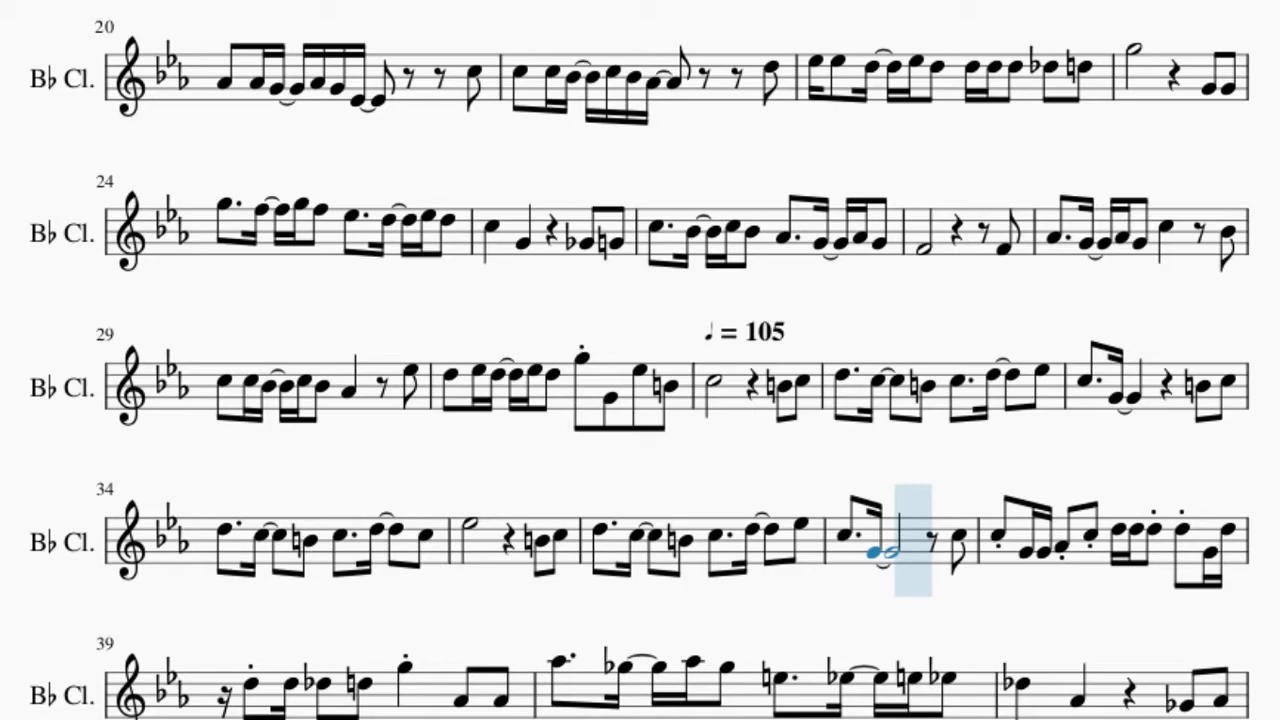 20
B♭ Cl.
24
B♭ Cl.
29
♩ = 105
B♭ Cl.
34
B♭ Cl.
39
B♭ Cl.